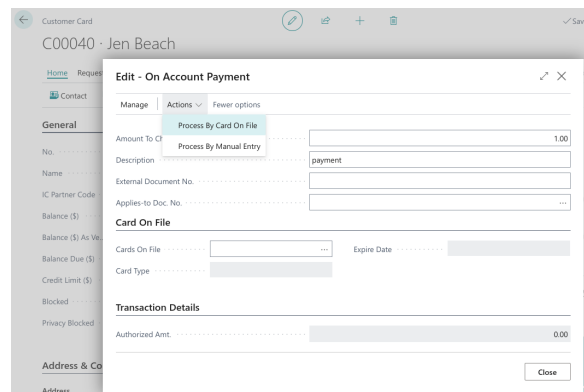 Customer Card
Sav
C00040 · Jen Beach
Home Reques
Contact
General
No.
Name
IC Partner Code
Balance ($)
Balance ($) As Ve
Balance Due ($)
Credit Limit ($)
Blocked
Privacy Blocked
Address & Co
Address
Edit - On Account Payment
Manage Actions Fewer options
Process By Card On File
Process By Manual Entry
Amount To Ch 1.00
Description payment
External Document No.
Applies-to Doc. No. ...
Card On File
Cards On File ... Expire Date
Card Type
Transaction Details
Authorized Amt. 0.00
Close